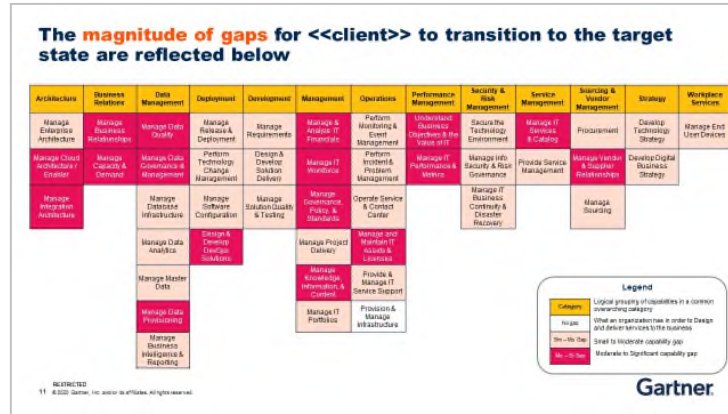 The magnitude of gaps for <<client>> to transition to the target
state are reflected below
Architecture
Business
Relations
Data
Management
Deployment
Development
Management
Operations
Performance
Management
Security &
Risk
Management
Service
Management
Sourcing &
Vendor
Management
Strategy
Workplace
Services
Manage
Enterprise
Architecture
Manage
Business
Relationships
Manage Data
Quality
Manage
Release &
Deployment
Manage
Requirements
Manage
& Analyse IT
Financials
Perform
Monitoring &
Event
Management
Understand
Business
Objectives & the
Value of IT
Secure the
Technology
Environment
Manage IT
Services
& Catalog
Procurement
Develop
Technology
Strategy
Manage End
User Devices
Manage Cloud
Architecture /
Enabler
Manage
Capacity &
Demand
Manage Data
Governance &
Management
Perform
Technology
Change
Management
Design &
Develop
Solution
Delivery
Manage IT
Workforce
Perform
Incident &
Problem
Management
Manage IT
Performance &
Metrics
Manage Info
Security & Risk
Governance
Provide Service
Management
Manage Vendor
& Supplier
Relationships
Develop Digital
Business
Strategy
Manage
Integration
Architecture
Manage
Database
Infrastructure
Manage
Software
Configuration
Manage
Solution Quality
& Testing
Manage
Governance,
Policy, &
Standards
Operate Service
& Contact
Center
Manage IT
Business
Continuity &
Disaster
Recovery
Manage
Sourcing
Manage Data
Analytics
Design &
Develop
DevOps
Solutions
Manage Project
Delivery
Manage and
Maintain IT
Assets &
Licenses
Manage Master
Data
Manage
Knowledge,
Information, &
Content
Provide &
Manage IT
Service Support
Manage Data
Provisioning
Manage IT
Portfolios
Provision &
Manage
Infrastructure
Manage
Business
Intelligence &
Reporting
Legend
Category
Logical grouping of capabilities in a common
overarching category
No gap
What an organization has in order to Design
and deliver services to the business
Sm – Mo Gap
Small to Moderate capability gap
Mo – Si Gap
Moderate to Significant capability gap
RESTRICTED
11 © 2020 Gartner, Inc. and/or its affiliates. All rights reserved.
Gartner